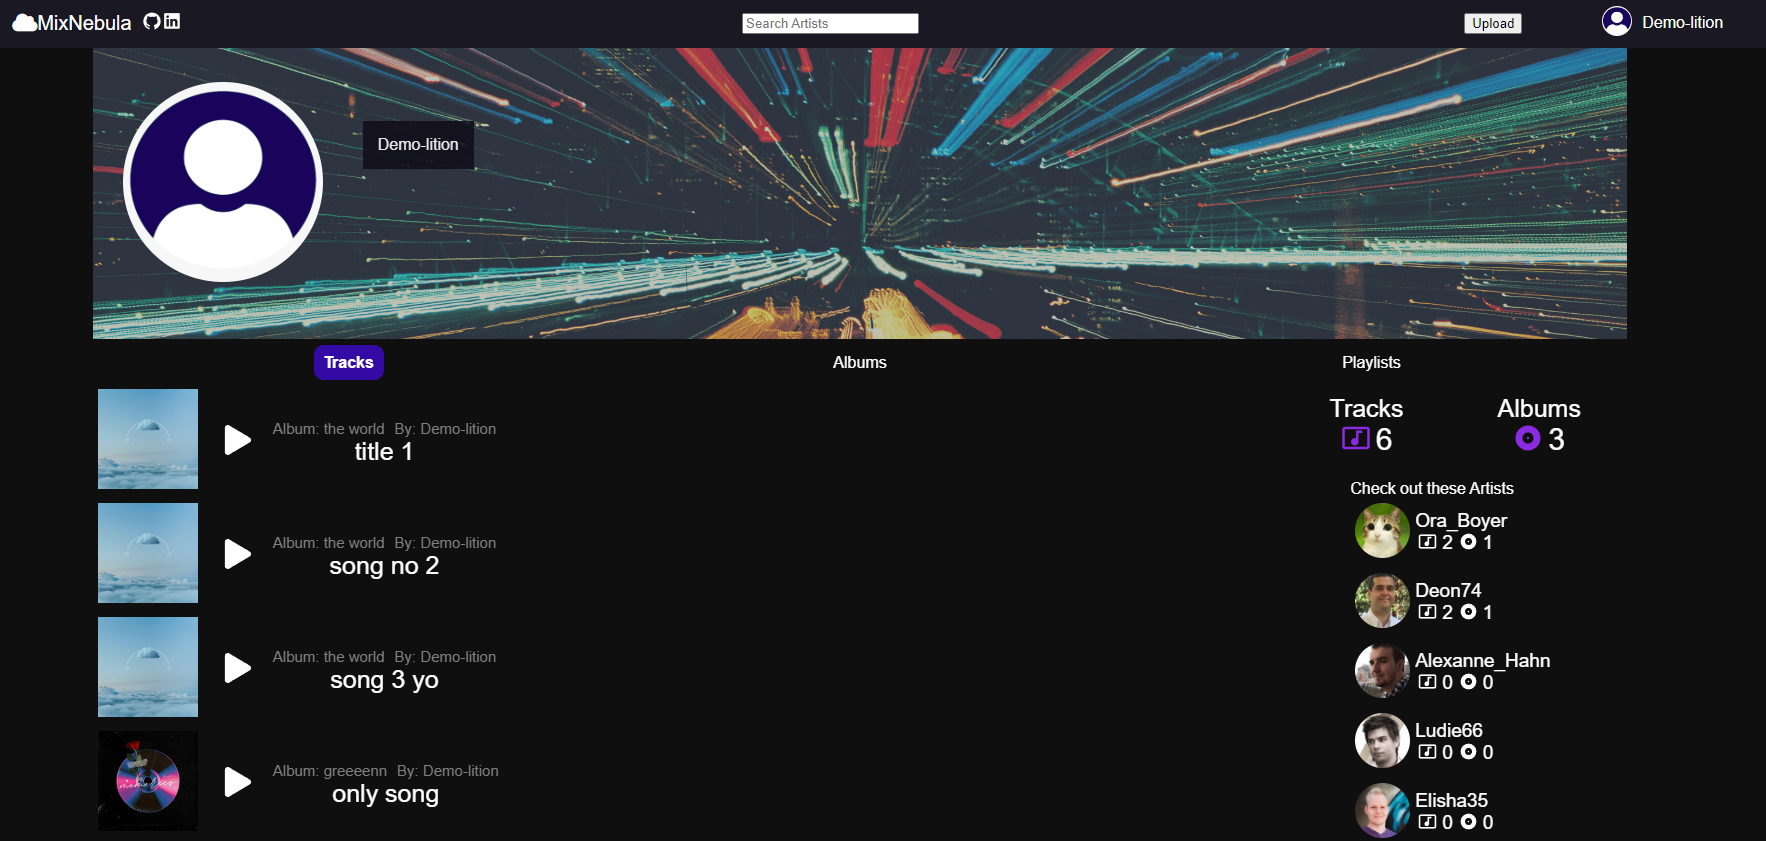 MixNebula
Search Artists
Upload
Demo-lition
Demo-lition
Tracks
Albums
Playlists
Album: the world By: Demo-lition
title 1
Album: the world By: Demo-lition
song no 2
Album: the world By: Demo-lition
song 3 yo
Album: greeeenn By: Demo-lition
only song
Tracks
6
Albums
3
Check out these Artists
Ora_Boyer
2 1
Deon74
2 1
Alexanne_Hahn
0 0
Ludie66
0 0
Elisha35
0 0